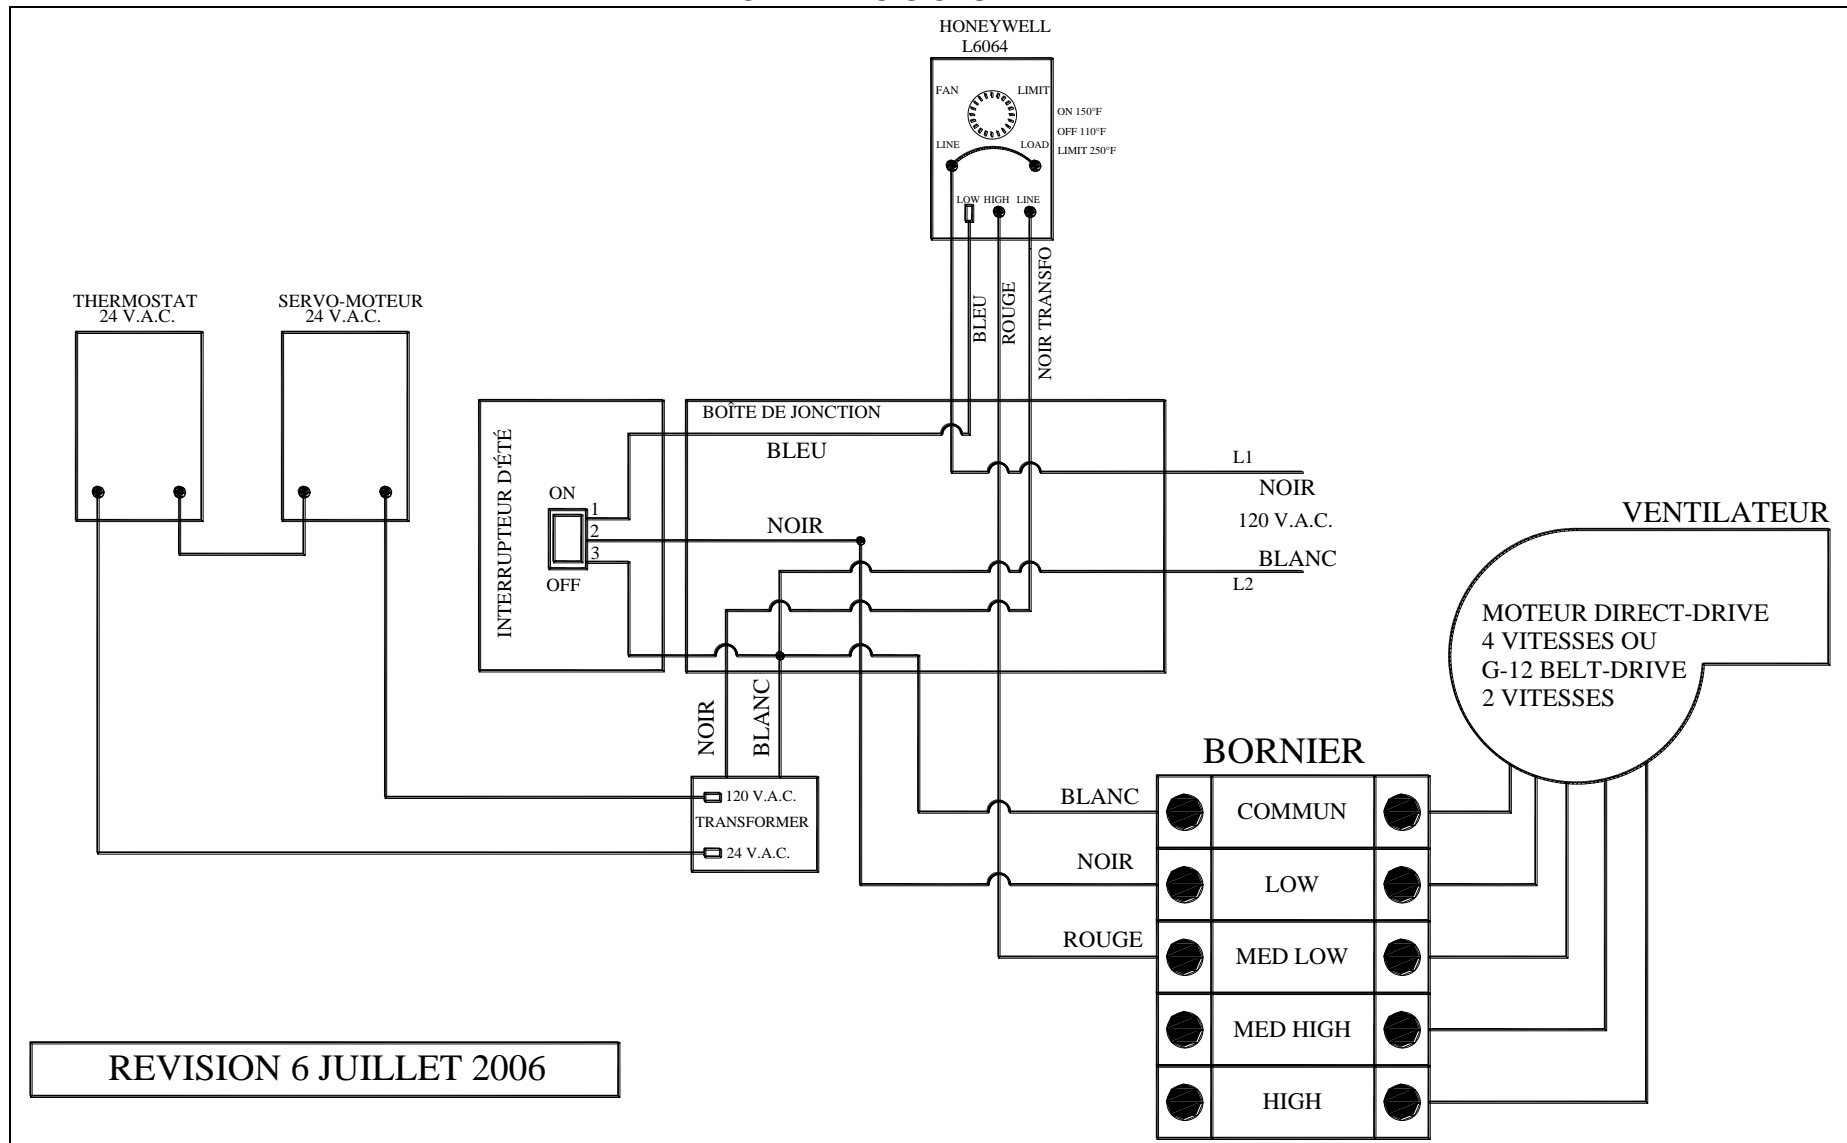 HONEYWELL
L6064
FAN
LIMIT
ON 150°F
OFF 110°F
LINE
LOAD
LIMIT 250°F
LOW HIGH LINE
BLEU
ROUGE
NOIR TRANSFO
THERMOSTAT
24 V.A.C.
SERVO-MOTEUR
24 V.A.C.
INTERRUPTEUR D'ÉTÉ
ON
1
2
3
OFF
BOÎTE DE JONCTION
BLEU
NOIR
L1
NOIR
120 V.A.C.
BLANC
L2
VENTILATEUR
MOTEUR DIRECT-DRIVE
4 VITESSES OU
G-12 BELT-DRIVE
2 VITESSES
NOIR
BLANC
120 V.A.C.
TRANSFORMER
24 V.A.C.
BORNIER
BLANC
COMMUN
NOIR
LOW
ROUGE
MED LOW
MED HIGH
HIGH
REVISION 6 JUILLET 2006